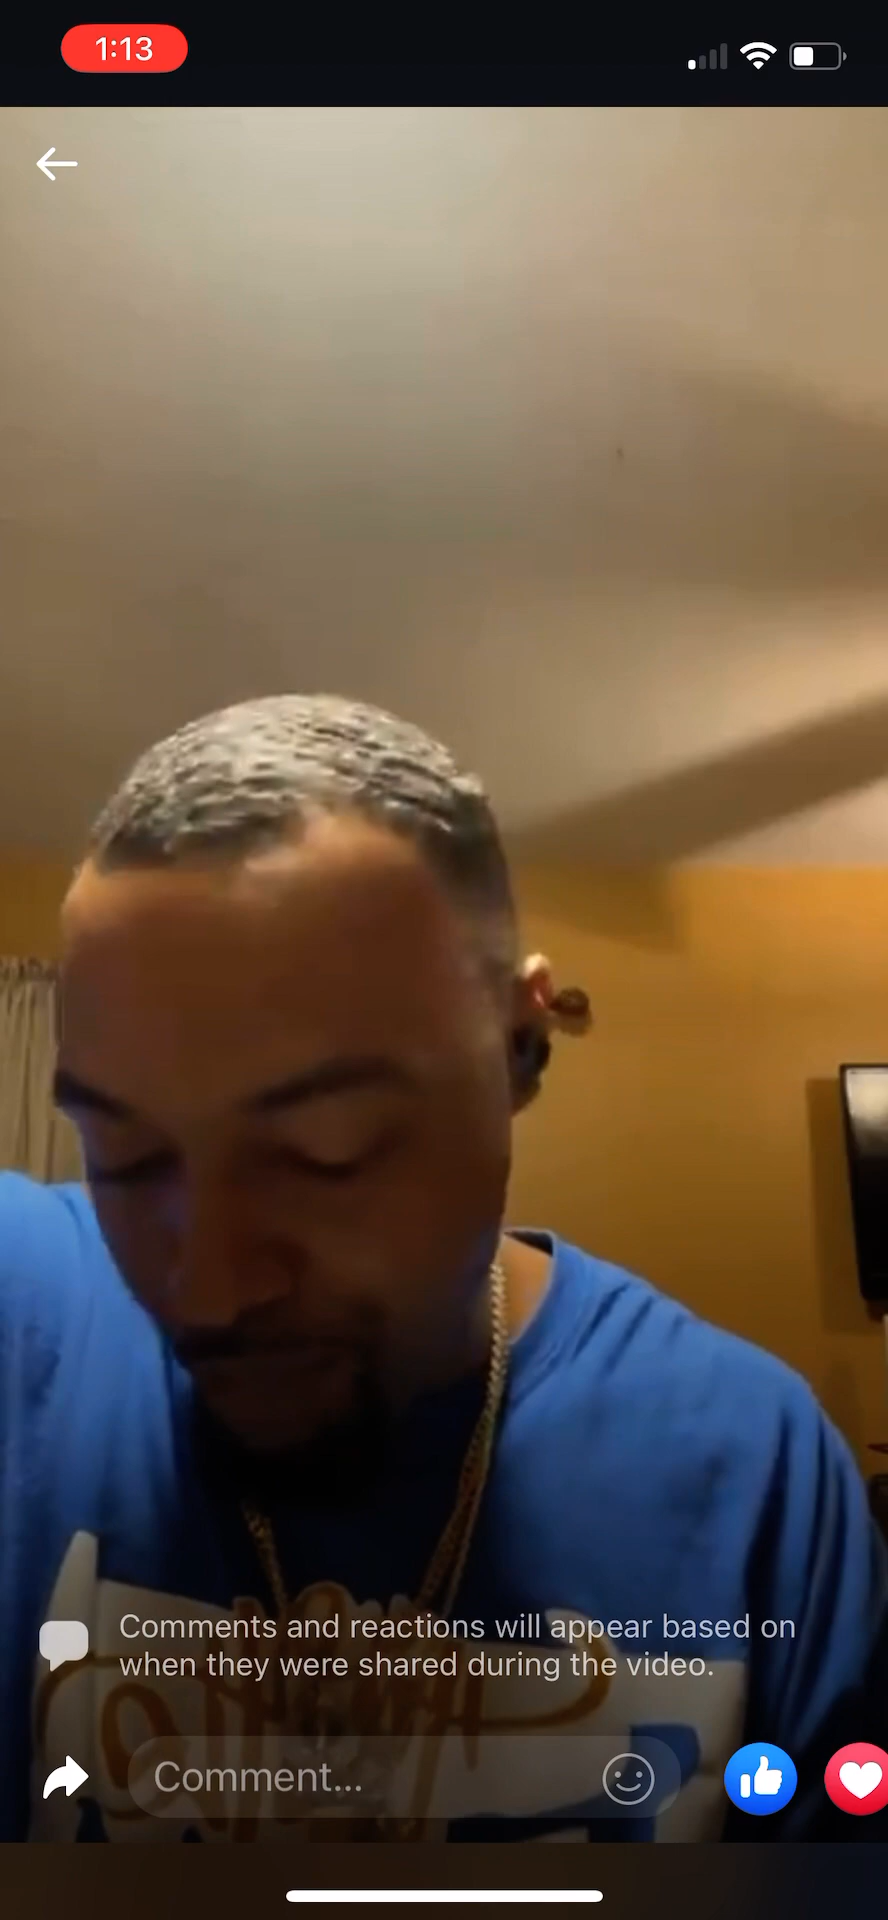 1:13
Comments and reactions will appear based on
when they were shared during the video.
Comment...